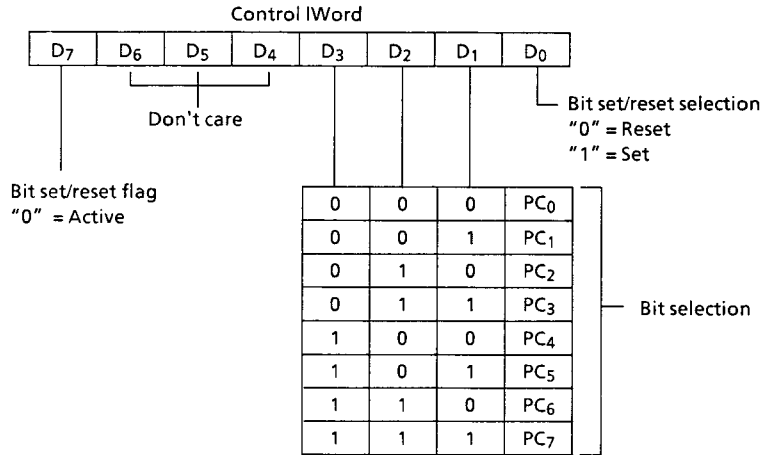 Control lWord
D7 D6 D5 D4 D3 D2 D1 D0
Don't care
Bit set/reset selection
"0" = Reset
"1" = Set
Bit set/reset flag
"0" = Active
0 0 0 PC0
0 0 1 PC1
0 1 0 PC2
0 1 1 PC3
1 0 0 PC4
1 0 1 PC5
1 1 0 PC6
1 1 1 PC7
Bit selection